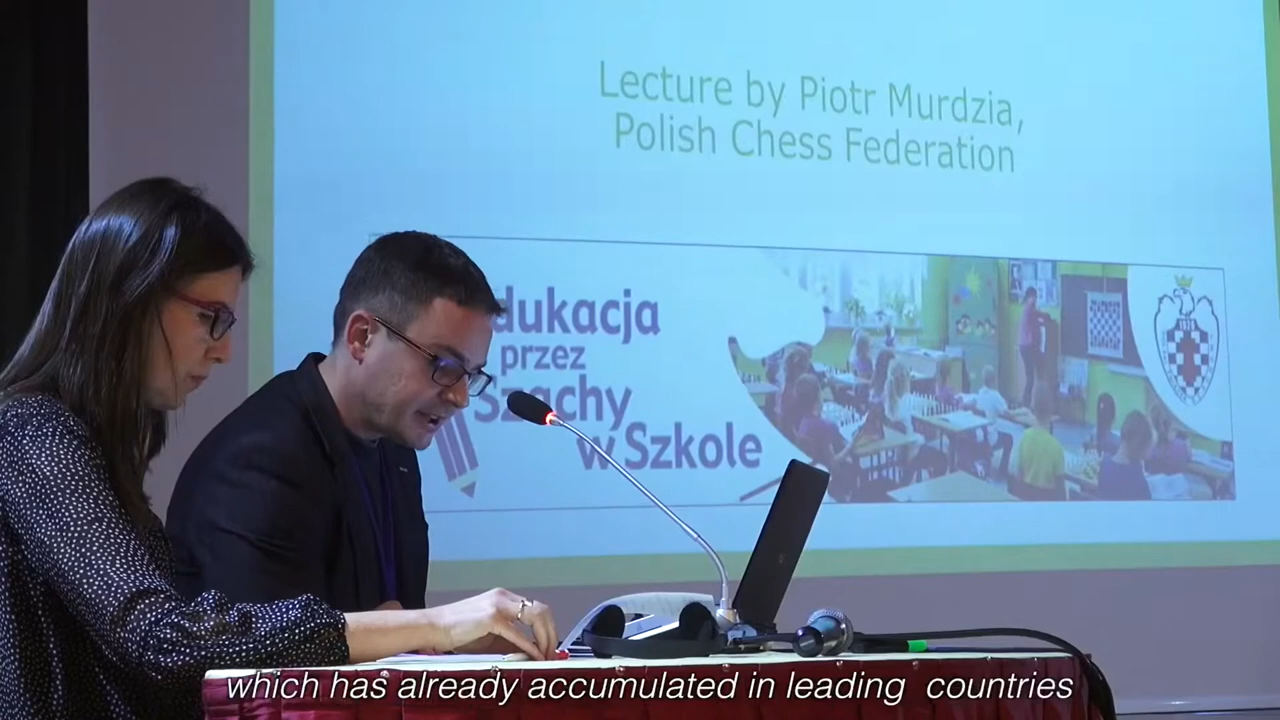 Lecture by Piotr Murdzia,
Polish Chess Federation
dukacja
przez
Szachy
w Szkole
which has already accumulated in leading countries